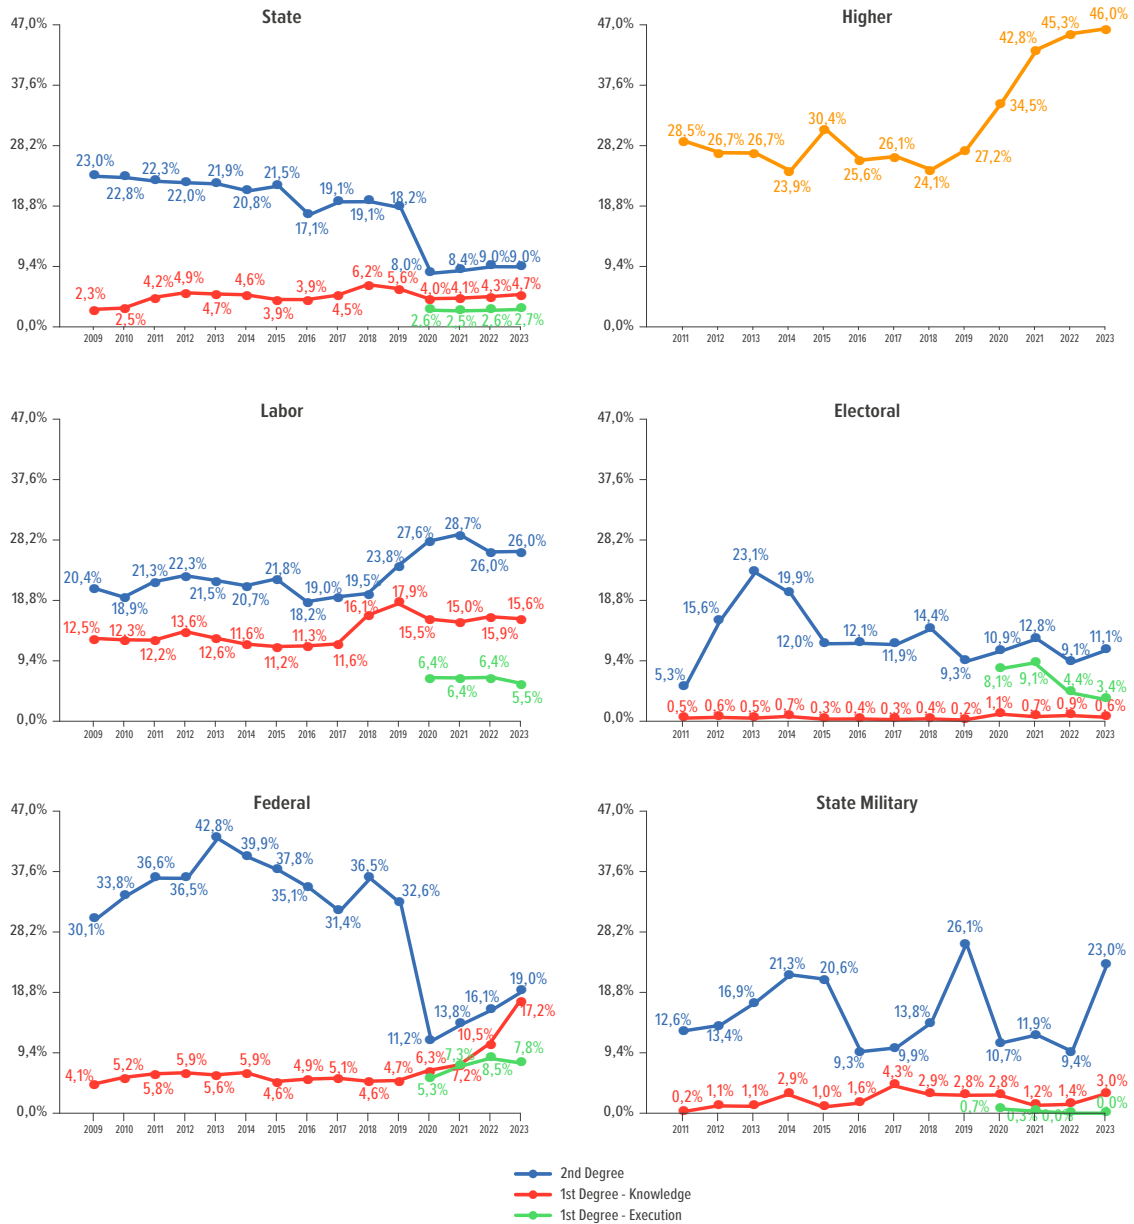 State
47,0%
37,6%
28,2%
18,8%
9,4%
0,0%
23,0% 22,8% 22,3% 22,0% 21,9% 20,8% 21,5% 17,1% 19,1% 19,1% 18,2% 8,0% 8,4% 9,0% 9,0%
2,3% 2,5% 4,2% 4,9% 4,7% 4,6% 3,9% 3,9% 4,5% 6,2% 5,6% 4,0% 4,1% 4,3% 4,7%
2,6% 2,5% 2,6% 2,7%
2009 2010 2011 2012 2013 2014 2015 2016 2017 2018 2019 2020 2021 2022 2023
Higher
47,0%
37,6%
28,2%
18,8%
9,4%
0,0%
28,5% 26,7% 26,7% 23,9% 30,4% 25,6% 26,1% 24,1% 27,2% 34,5% 42,8% 45,3% 46,0%
2011 2012 2013 2014 2015 2016 2017 2018 2019 2020 2021 2022 2023
Labor
47,0%
37,6%
28,2%
18,8%
9,4%
0,0%
20,4% 18,9% 21,3% 22,3% 21,5% 20,7% 21,8% 18,2% 19,0% 19,5% 23,8% 27,6% 28,7% 26,0% 26,0%
12,5% 12,3% 12,2% 13,6% 12,6% 11,6% 11,2% 11,3% 11,6% 16,1% 17,9% 15,5% 15,0% 15,9% 15,6%
6,4% 6,4% 6,4% 5,5%
2009 2010 2011 2012 2013 2014 2015 2016 2017 2018 2019 2020 2021 2022 2023
Electoral
47,0%
37,6%
28,2%
18,8%
9,4%
0,0%
5,3% 15,6% 23,1% 19,9% 12,0% 12,1% 11,9% 14,4% 9,3% 10,9% 12,8% 9,1% 11,1%
0,5% 0,6% 0,5% 0,7% 0,3% 0,4% 0,3% 0,4% 0,2% 1,1% 0,7% 0,9% 0,6%
8,1% 9,1% 4,4% 3,4%
2011 2012 2013 2014 2015 2016 2017 2018 2019 2020 2021 2022 2023
Federal
47,0%
37,6%
28,2%
18,8%
9,4%
0,0%
30,1% 33,8% 36,6% 36,5% 42,8% 39,9% 37,8% 35,1% 31,4% 36,5% 32,6% 11,2% 13,8% 16,1% 19,0%
4,1% 5,2% 5,8% 5,9% 5,6% 5,9% 4,6% 4,9% 5,1% 4,6% 4,7% 6,3% 7,2% 10,5% 17,2%
5,3% 7,3% 8,5% 7,8%
2009 2010 2011 2012 2013 2014 2015 2016 2017 2018 2019 2020 2021 2022 2023
State Military
47,0%
37,6%
28,2%
18,8%
9,4%
0,0%
12,6% 13,4% 16,9% 21,3% 20,6% 9,3% 9,9% 13,8% 26,1% 10,7% 11,9% 9,4% 23,0%
0,2% 1,1% 1,1% 2,9% 1,0% 1,6% 4,3% 2,9% 2,8% 2,8% 1,2% 1,4% 3,0%
0,7% 0,3% 0,0% 0,0%
2011 2012 2013 2014 2015 2016 2017 2018 2019 2020 2021 2022 2023
2nd Degree
1st Degree - Knowledge
1st Degree - Execution